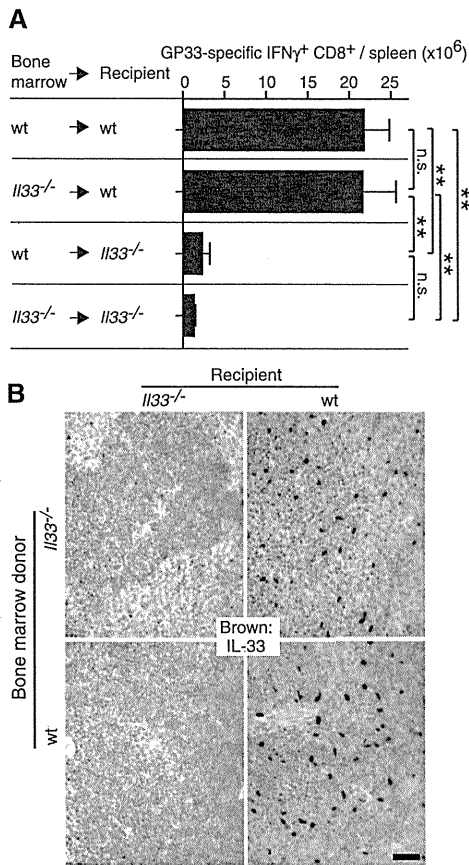 A
GP33-specific IFNγ+ CD8+ / spleen (x10⁶)
Bone marrow → Recipient
0 5 10 15 20 25
wt → wt
Il33-/- → wt
wt → Il33-/-
Il33-/- → Il33-/-
n.s.
**
**
n.s.
**
**
B
Recipient
Il33-/- wt
Bone marrow donor
Il33-/-
wt
Brown:
IL-33